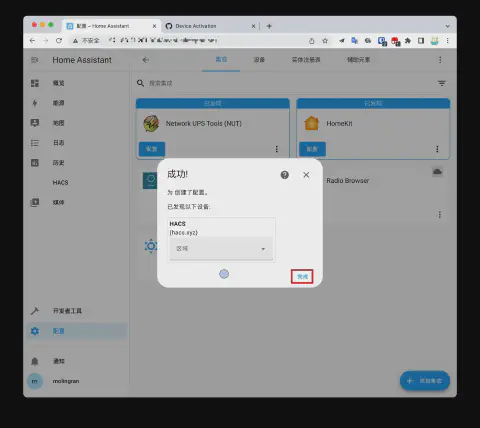 配置 – Home Assistant
Device Activation
不安全
Home Assistant
集成
设备
实体注册表
辅助元素
概览
能源
地图
日志
历史
HACS
媒体
开发者工具
配置
通知
molingran
搜索集成
已发现
已发现
Network UPS Tools (NUT)
HomeKit
配置
配置
Radio Browser
成功!
为 创建了配置。
已发现以下设备:
HACS
(hacs.xyz)
区域
完成
添加集成